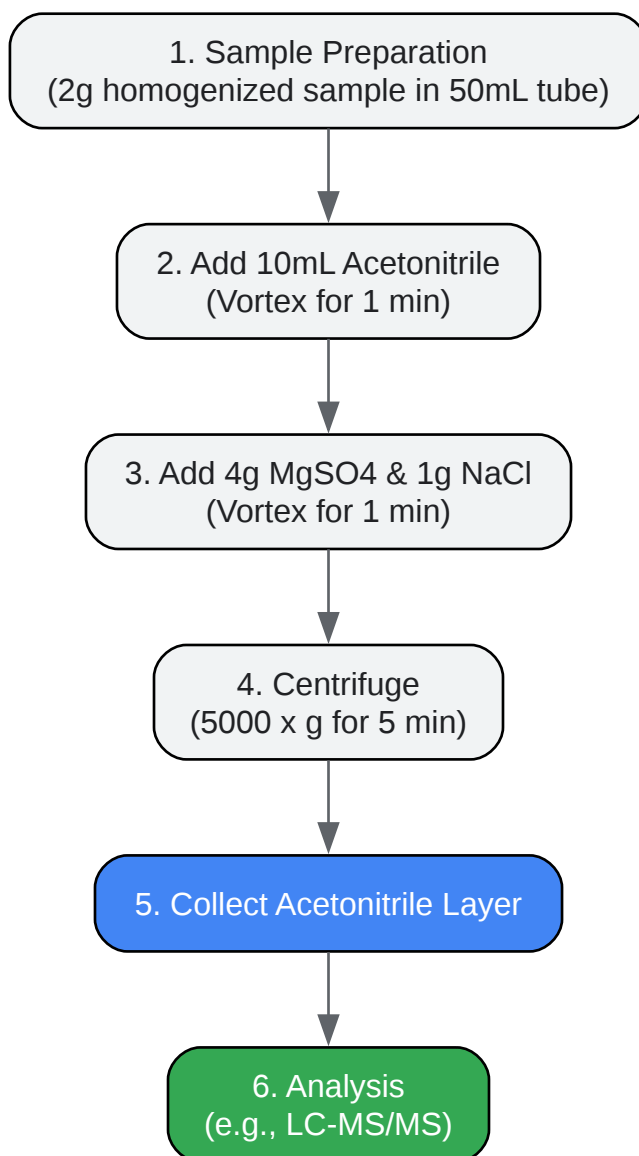 1. Sample Preparation
(2g homogenized sample in 50mL tube)
2. Add 10mL Acetonitrile
(Vortex for 1 min)
3. Add 4g MgSO4 & 1g NaCl
(Vortex for 1 min)
4. Centrifuge
(5000 x g for 5 min)
5. Collect Acetonitrile Layer
6. Analysis
(e.g., LC-MS/MS)